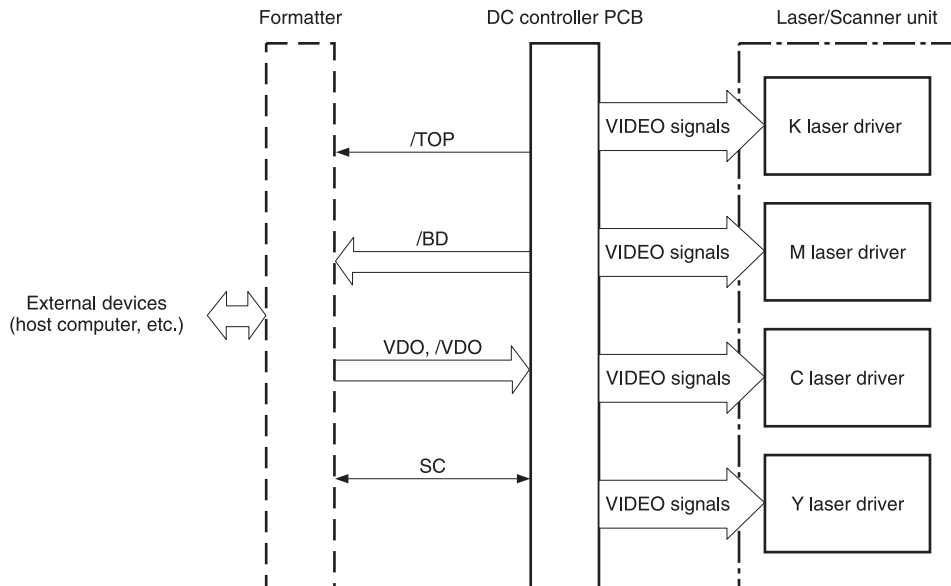 Formatter
DC controller PCB
Laser/Scanner unit
VIDEO signals
K laser driver
/TOP
/BD
VIDEO signals
M laser driver
External devices
(host computer, etc.)
VDO, /VDO
VIDEO signals
C laser driver
SC
VIDEO signals
Y laser driver